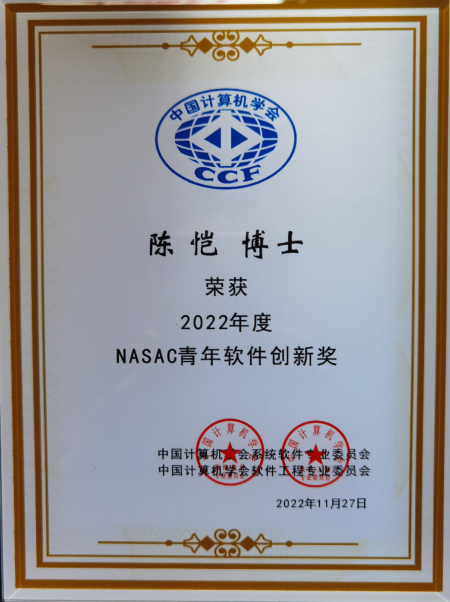 中国计算机学会
CCF
陈恺 博士
荣获
2022年度
NASAC青年软件创新奖
中国计算机学会系统软件专业委员会
中国计算机学会软件工程专业委员会
2022年11月27日